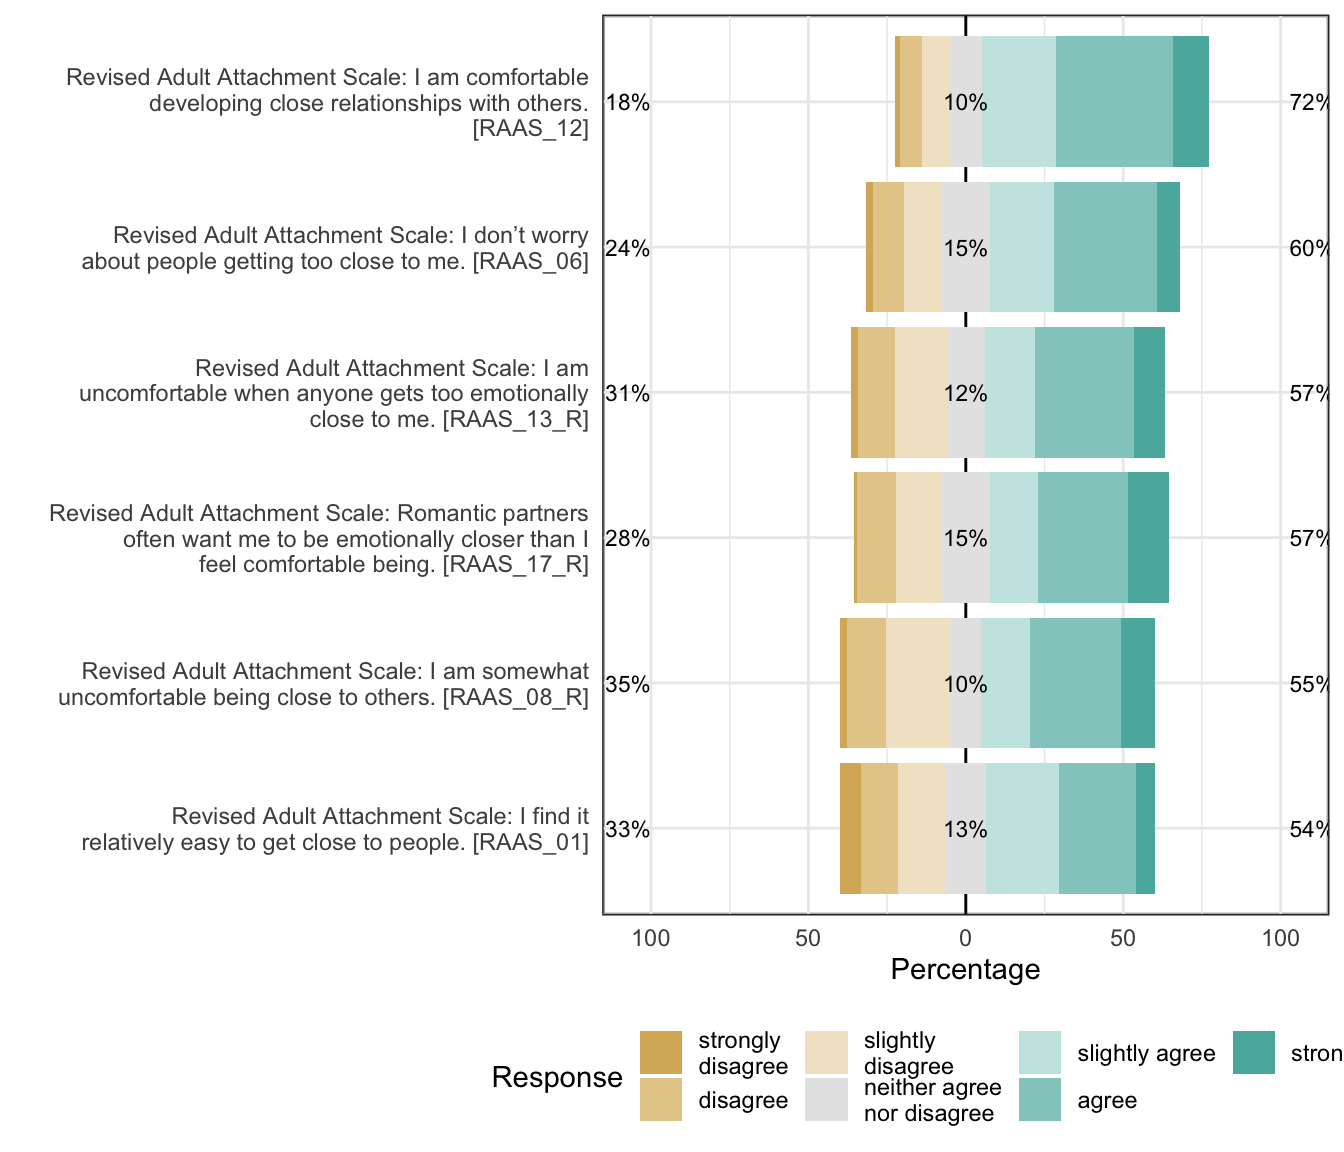 Revised Adult Attachment Scale: I am comfortable
developing close relationships with others.
[RAAS_12]
18%
10%
72%
Revised Adult Attachment Scale: I don’t worry
about people getting too close to me. [RAAS_06]
24%
15%
60%
Revised Adult Attachment Scale: I am
uncomfortable when anyone gets too emotionally
close to me. [RAAS_13_R]
31%
12%
57%
Revised Adult Attachment Scale: Romantic partners
often want me to be emotionally closer than I
feel comfortable being. [RAAS_17_R]
28%
15%
57%
Revised Adult Attachment Scale: I am somewhat
uncomfortable being close to others. [RAAS_08_R]
35%
10%
55%
Revised Adult Attachment Scale: I find it
relatively easy to get close to people. [RAAS_01]
33%
13%
54%
100 50 0 50 100
Percentage
Response
strongly
disagree
disagree
slightly
disagree
neither agree
nor disagree
slightly agree
agree
stron